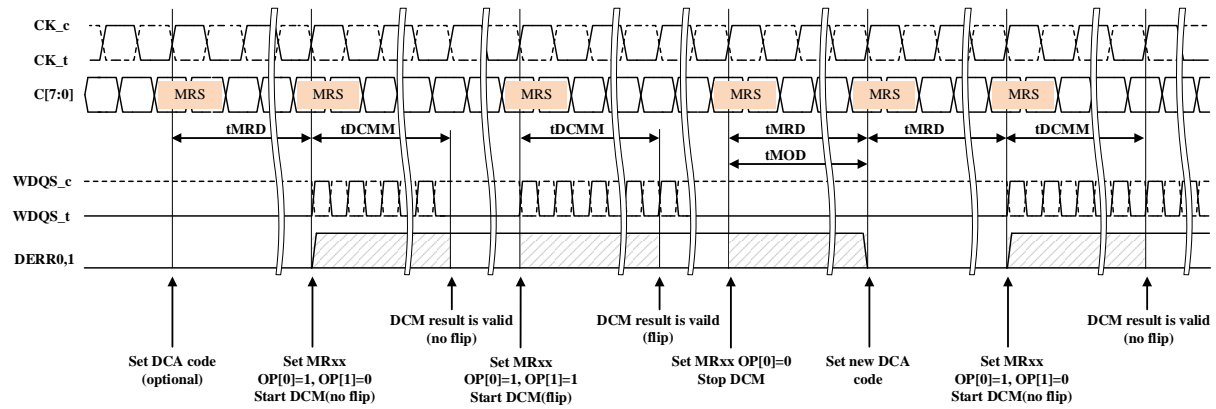 CK_c
CK_t
C[7:0]
MRS
MRS
MRS
MRS
MRS
MRS
tMRD
tDCMM
tDCMM
tMRD
tMRD
tDCMM
tMOD
WDQS_c
WDQS_t
DERR0,1
DCM result is valid
(no flip)
DCM result is vaild
(flip)
DCM result is valid
(no flip)
Set DCA code
(optional)
Set MRxx
OP[0]=1, OP[1]=0
Start DCM(no flip)
Set MRxx
OP[0]=1, OP[1]=1
Start DCM(flip)
Set MRxx OP[0]=0
Stop DCM
Set new DCA
code
Set MRxx
OP[0]=1, OP[1]=0
Start DCM(no flip)